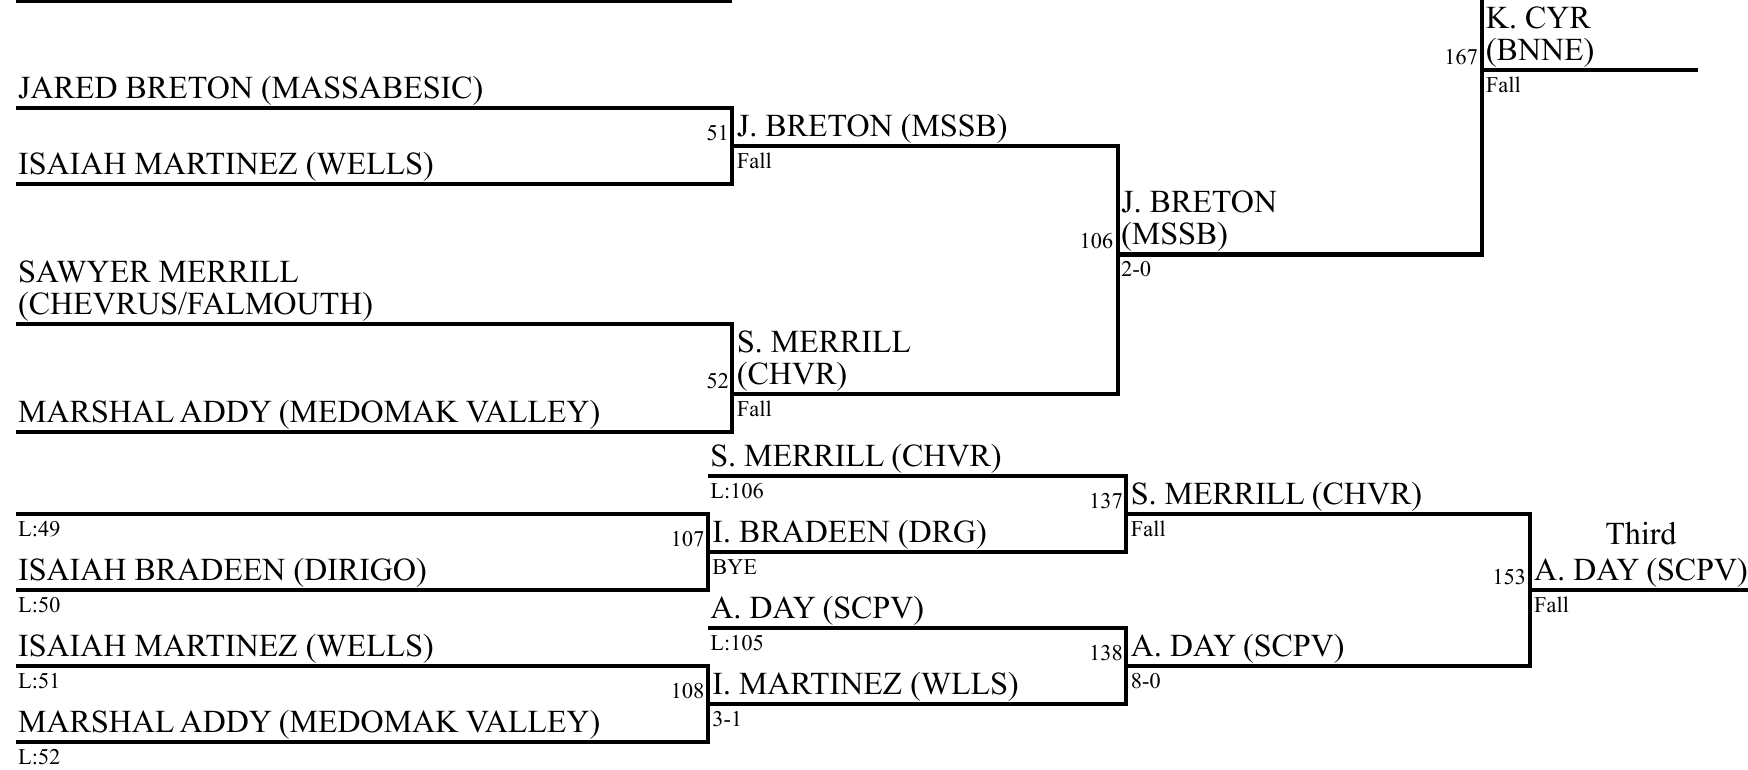 K. CYR
(BNNE)
167
Fall
JARED BRETON (MASSABESIC)
51
J. BRETON (MSSB)
Fall
ISAIAH MARTINEZ (WELLS)
J. BRETON
(MSSB)
106
2-0
SAWYER MERRILL
(CHEVRUS/FALMOUTH)
S. MERRILL
(CHVR)
52
Fall
MARSHAL ADDY (MEDOMAK VALLEY)
S. MERRILL (CHVR)
L:106
137
S. MERRILL (CHVR)
Fall
L:49
107
I. BRADEEN (DRG)
BYE
ISAIAH BRADEEN (DIRIGO)
L:50
Third
153
A. DAY (SCPV)
Fall
A. DAY (SCPV)
L:105
138
A. DAY (SCPV)
8-0
ISAIAH MARTINEZ (WELLS)
L:51
108
I. MARTINEZ (WLLS)
3-1
MARSHAL ADDY (MEDOMAK VALLEY)
L:52